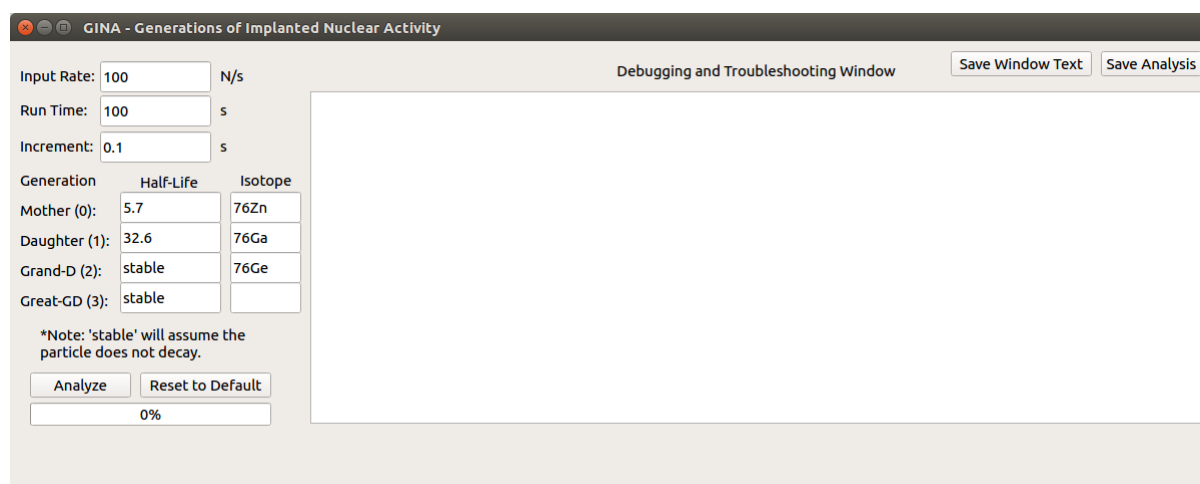 GINA - Generations of Implanted Nuclear Activity
Save Window Text Save Analysis
Debugging and Troubleshooting Window
Input Rate: 100 N/s
Run Time: 100 s
Increment: 0.1 s
Generation Half-Life Isotope
Mother (0): 5.7 76Zn
Daughter (1): 32.6 76Ga
Grand-D (2): stable 76Ge
Great-GD (3): stable
*Note: 'stable' will assume the
particle does not decay.
Analyze Reset to Default
0%